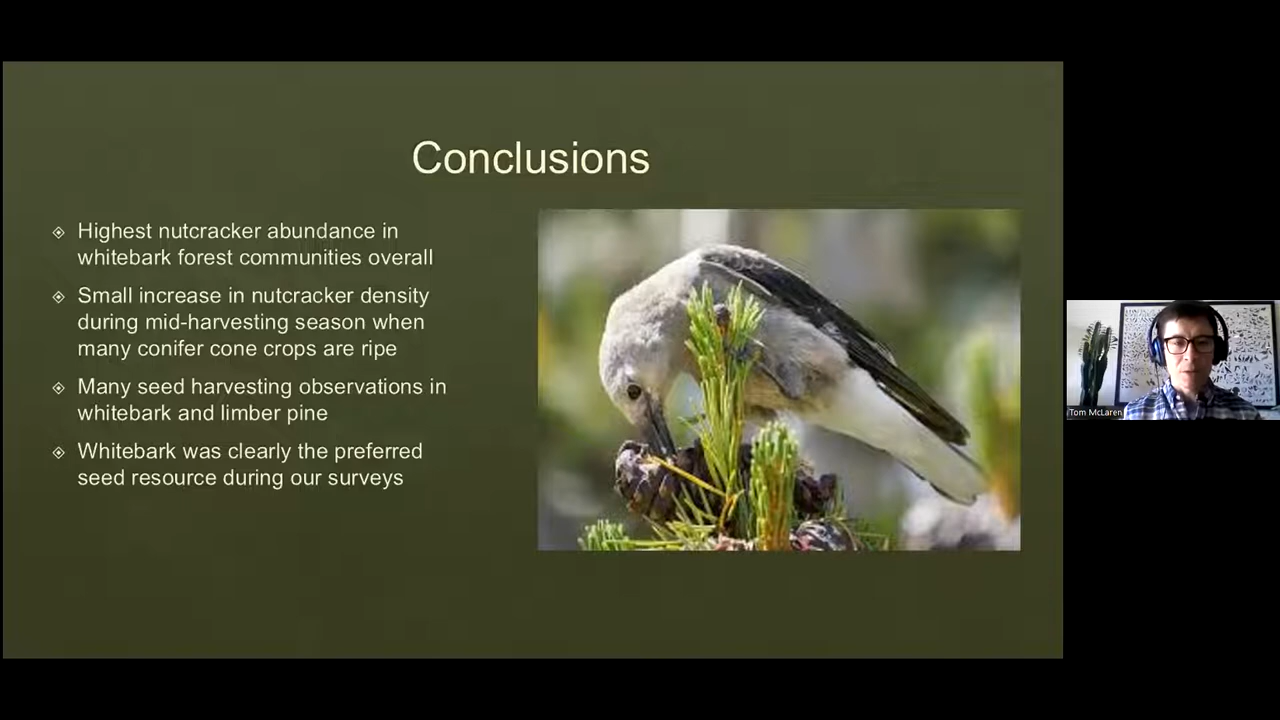 Conclusions
Highest nutcracker abundance in
whitebark forest communities overall
Small increase in nutcracker density
during mid-harvesting season when
many conifer cone crops are ripe
Many seed harvesting observations in
whitebark and limber pine
Whitebark was clearly the preferred
seed resource during our surveys
Tom McLaren